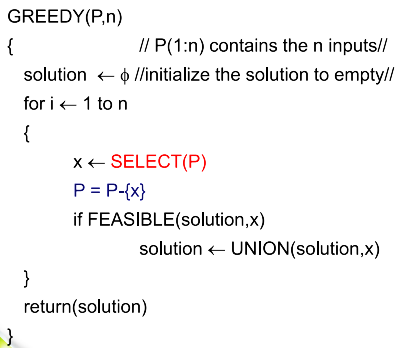 GREEDY(P,n)
{ // P(1:n) contains the n inputs//
solution ← ϕ //initialize the solution to empty//
for i ← 1 to n
{
x ← SELECT(P)
P = P-{x}
if FEASIBLE(solution,x)
solution ← UNION(solution,x)
}
return(solution)
}